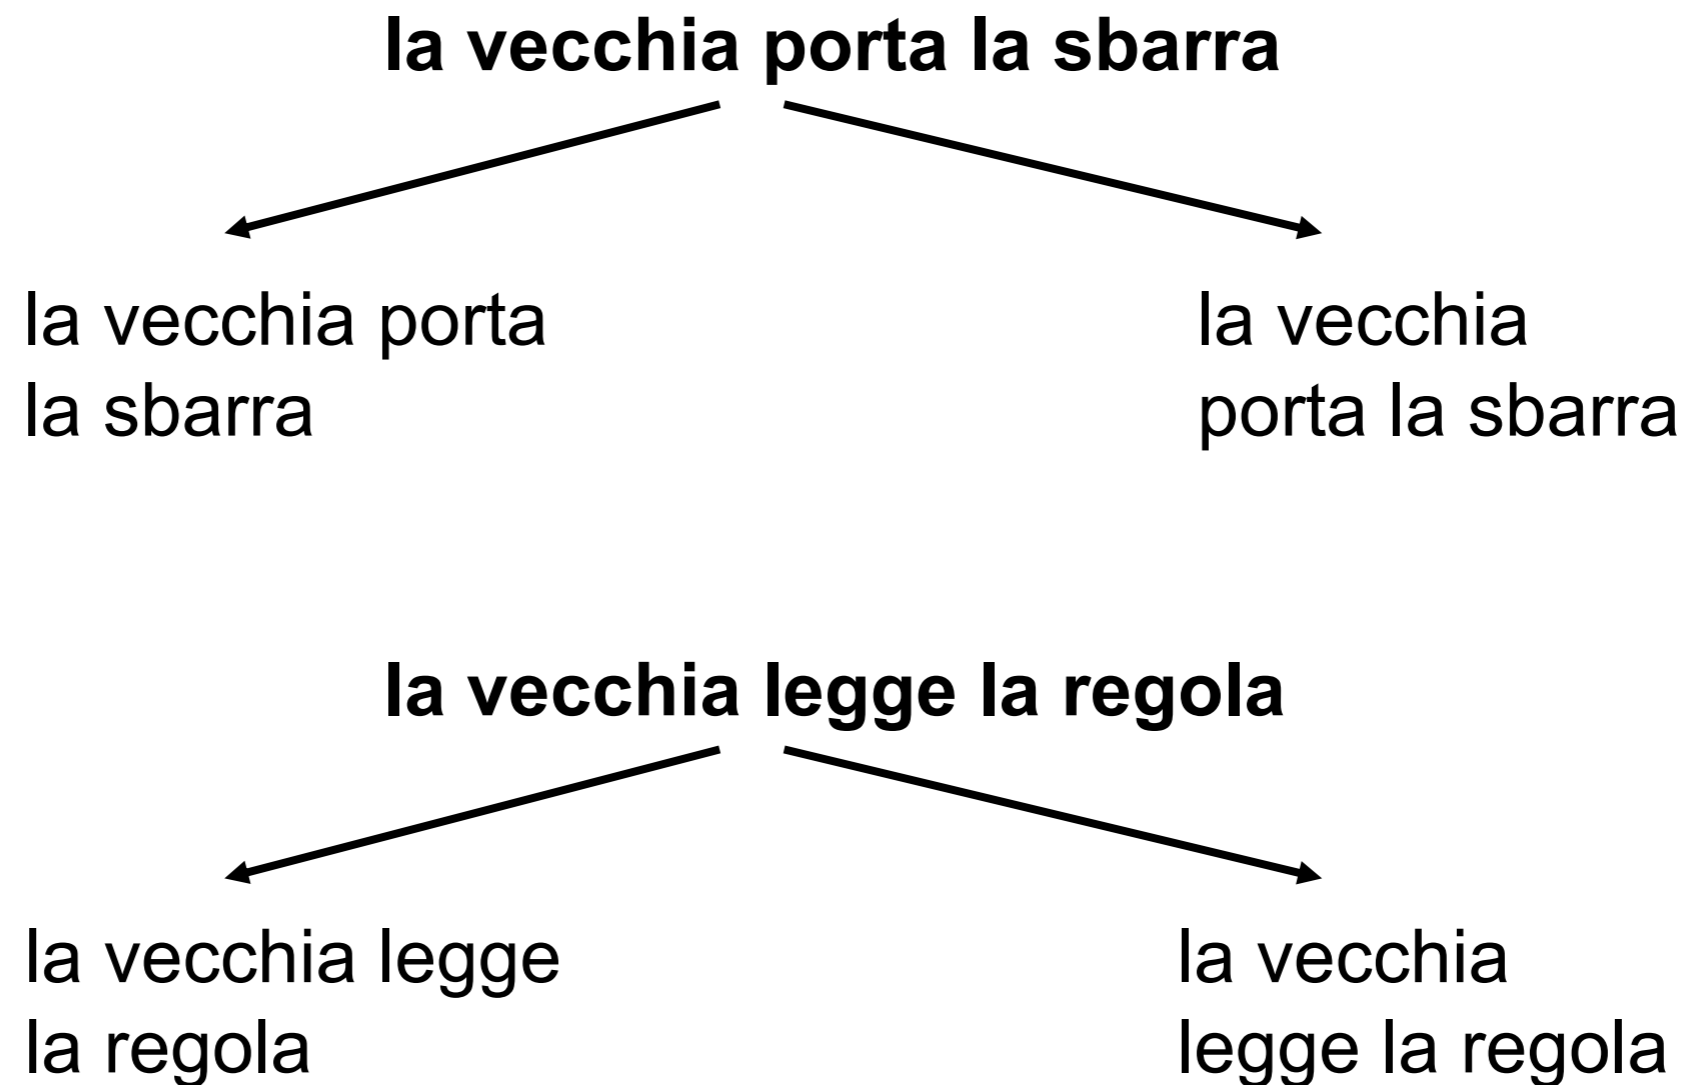 la vecchia porta la sbarra
la vecchia porta
la sbarra
la vecchia
porta la sbarra
la vecchia legge la regola
la vecchia legge
la regola
la vecchia
legge la regola